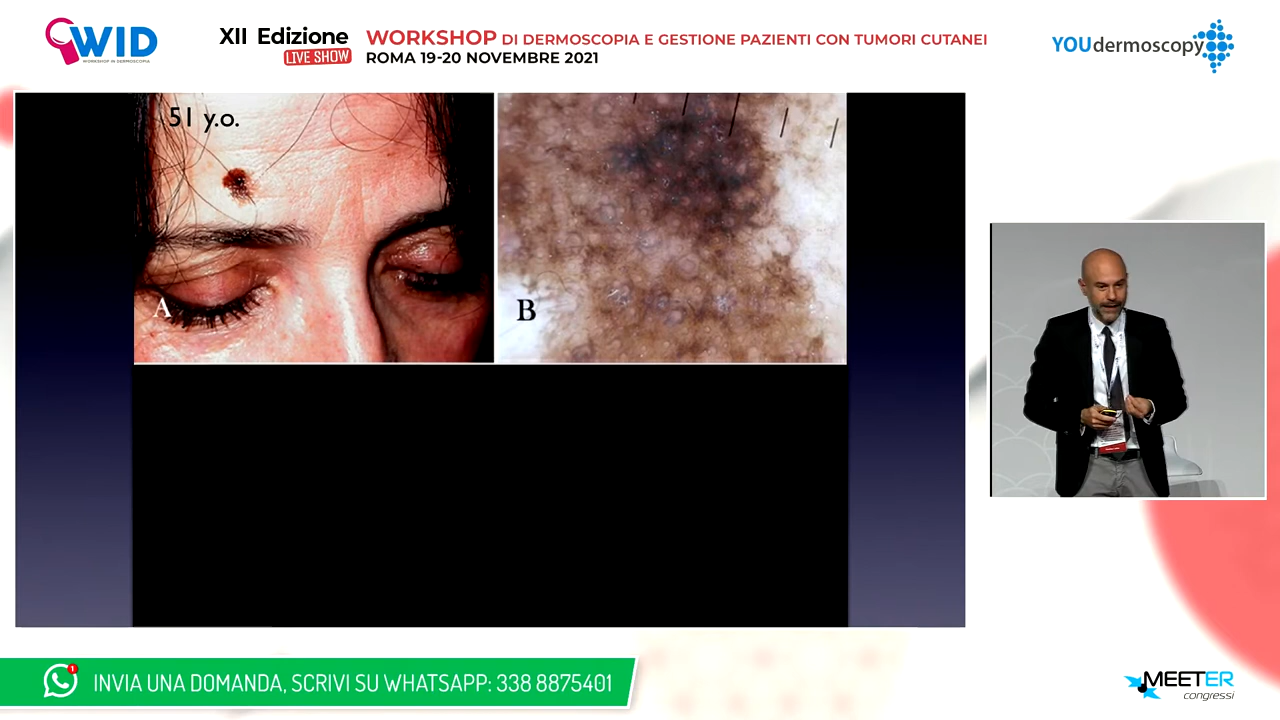 WID
WORKSHOP IN DERMOSCOPIA
XII Edizione
LIVE SHOW
WORKSHOP DI DERMOSCOPIA E GESTIONE PAZIENTI CON TUMORI CUTANEI
ROMA 19-20 NOVEMBRE 2021
YOUdermoscopy
51 y.o.
A
B
1
INVIA UNA DOMANDA, SCRIVI SU WHATSAPP: 338 8875401
MEETER
congressi